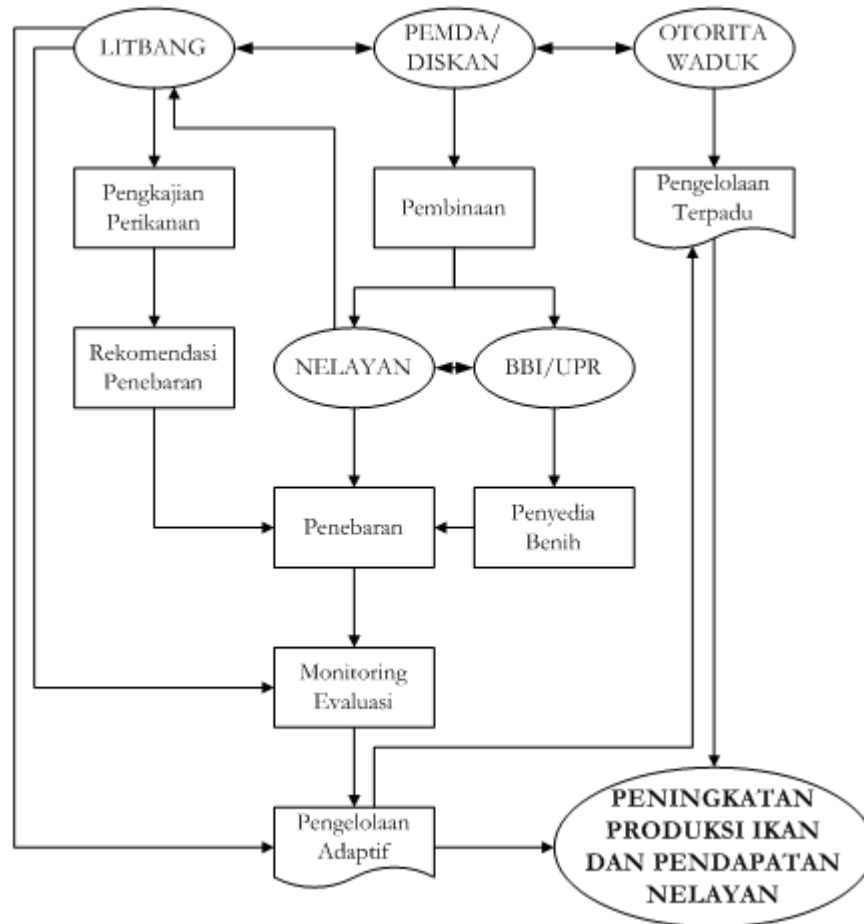 LITBANG
PEMDA/
DISKAN
OTORITA
WADUK
Pengkajian
Perikanan
Pembinaan
Pengelolaan
Terpadu
Rekomendasi
Penebaran
NELAYAN
BBI/UPR
Penebaran
Penyedia
Benih
Monitoring
Evaluasi
Pengelolaan
Adaptif
PENINGKATAN
PRODUKSI IKAN
DAN PENDAPATAN
NELAYAN